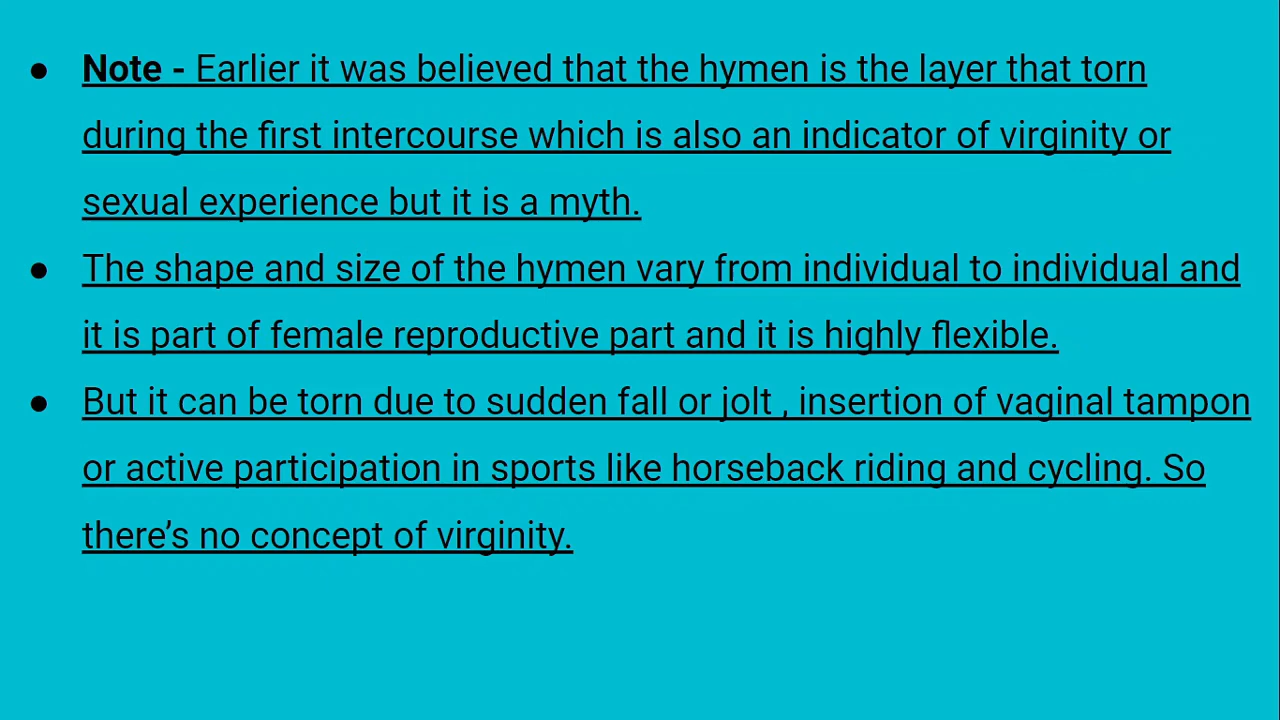 ● Note - Earlier it was believed that the hymen is the layer that torn
during the first intercourse which is also an indicator of virginity or
sexual experience but it is a myth.
● The shape and size of the hymen vary from individual to individual and
it is part of female reproductive part and it is highly flexible.
● But it can be torn due to sudden fall or jolt , insertion of vaginal tampon
or active participation in sports like horseback riding and cycling. So
there’s no concept of virginity.